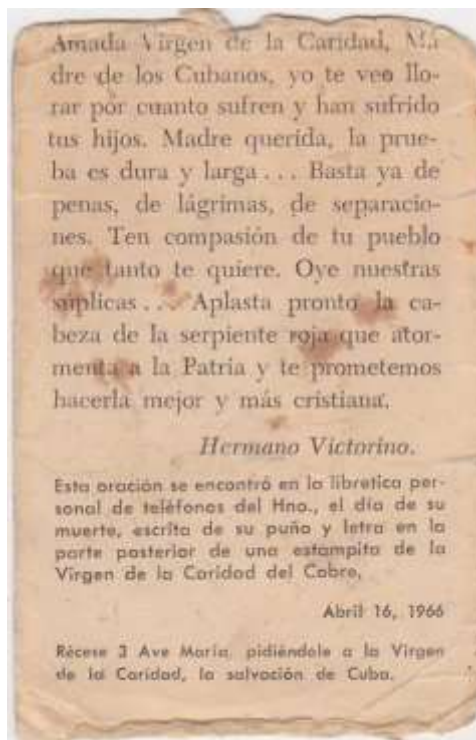 Amada Virgen de la Caridad, Ma-
dre de los Cubanos, yo te veo llo-
rar por cuanto sufren y han sufrido
tus hijos. Madre querida, la prue-
ba es dura y larga... Basta ya de
penas, de lágrimas, de separacio-
nes. Ten compasión de tu pueblo
que tanto te quiere. Oye nuestras
súplicas... Aplasta pronto la ca-
beza de la serpiente roja que ator-
menta a la Patria y te prometemos
hacerla mejor y más cristiana.
Hermano Victorino.
Esta oración se encontró en la libretica per-
sonal de teléfonos del Hno., el día de su
muerte, escrita de su puño y letra en la
parte posterior de una estampita de la
Virgen de la Caridad del Cobre,
Abril 16, 1966
Récese 3 Ave María, pidiéndole a la Virgen
de la Caridad, la salvación de Cuba.